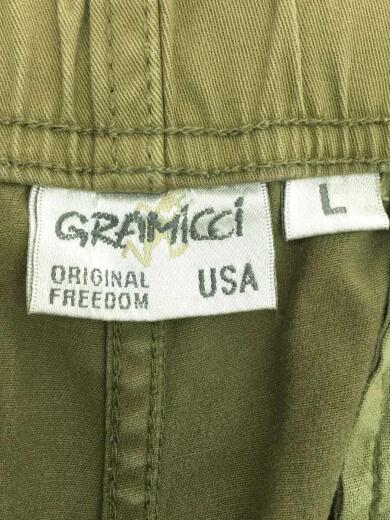 GRAMICCI
ORIGINAL
FREEDOM
USA
L